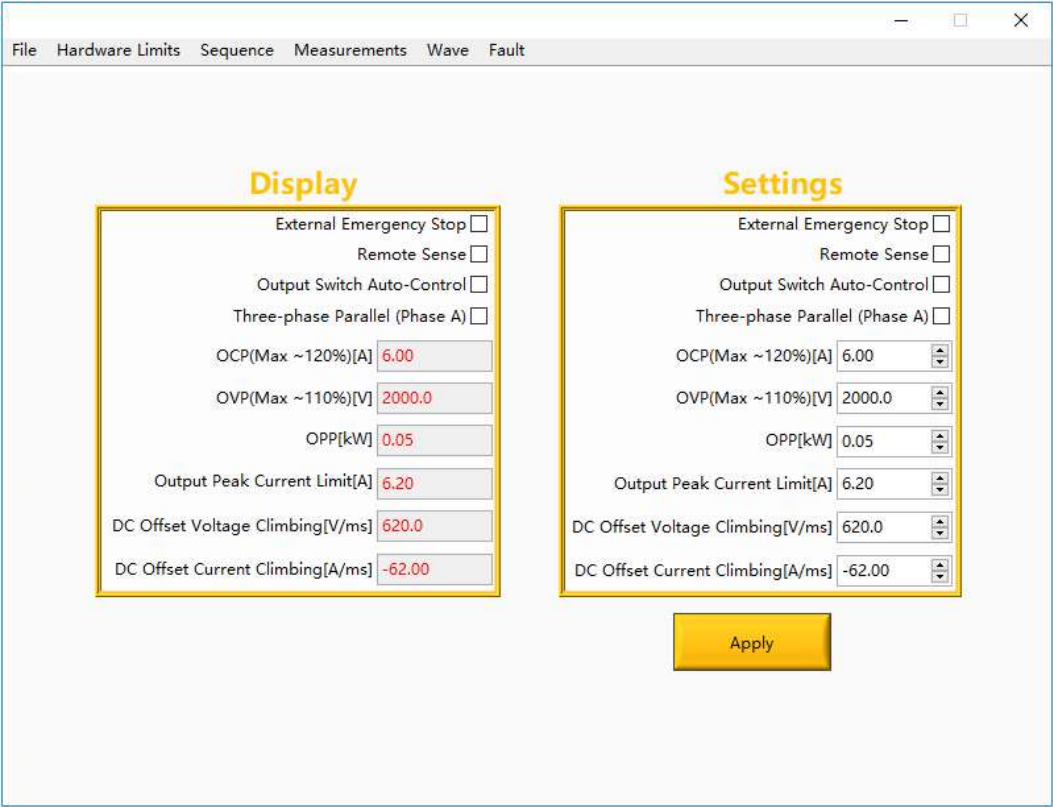 File Hardware Limits Sequence Measurements Wave Fault
Display
External Emergency Stop
Remote Sense
Output Switch Auto-Control
Three-phase Parallel (Phase A)
OCP(Max ~120%)[A] 6.00
OVP(Max ~110%)[V] 2000.0
OPP[kW] 0.05
Output Peak Current Limit[A] 6.20
DC Offset Voltage Climbing[V/ms] 620.0
DC Offset Current Climbing[A/ms] -62.00
Settings
External Emergency Stop
Remote Sense
Output Switch Auto-Control
Three-phase Parallel (Phase A)
OCP(Max ~120%)[A] 6.00
OVP(Max ~110%)[V] 2000.0
OPP[kW] 0.05
Output Peak Current Limit[A] 6.20
DC Offset Voltage Climbing[V/ms] 620.0
DC Offset Current Climbing[A/ms] -62.00
Apply